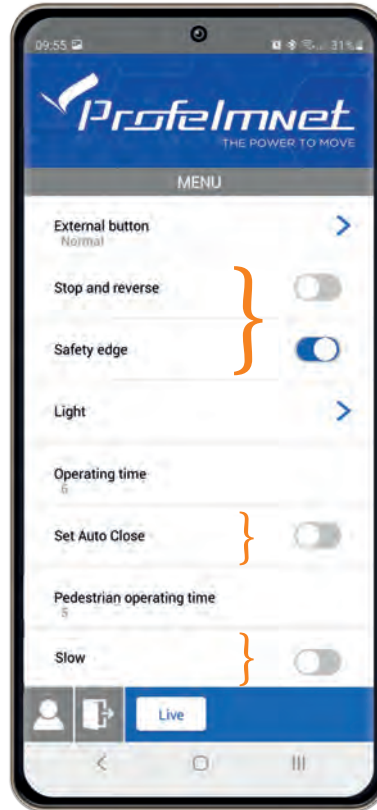 09:55
31%
Profelmnet
THE POWER TO MOVE
MENU
External button
Normal
Stop and reverse
Safety edge
Light
Operating time
6
Set Auto Close
Pedestrian operating time
5
Slow
Live